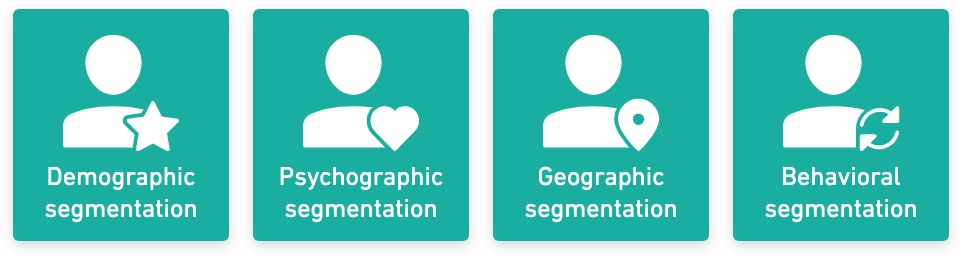 Demographic
segmentation
Psychographic
segmentation
Geographic
segmentation
Behavioral
segmentation